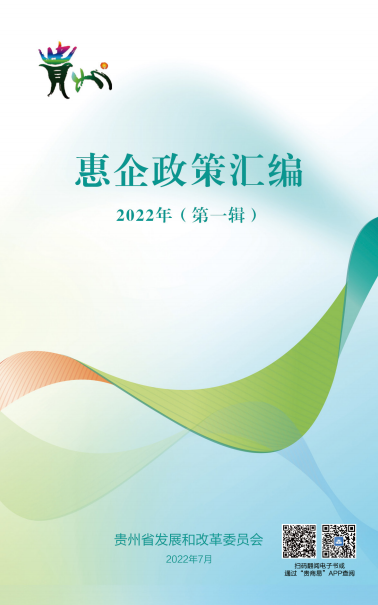 贵州
惠企政策汇编
2022年（第一辑）
贵州省发展和改革委员会
2022年7月
扫码翻阅电子书或
通过“贵商易”APP查阅